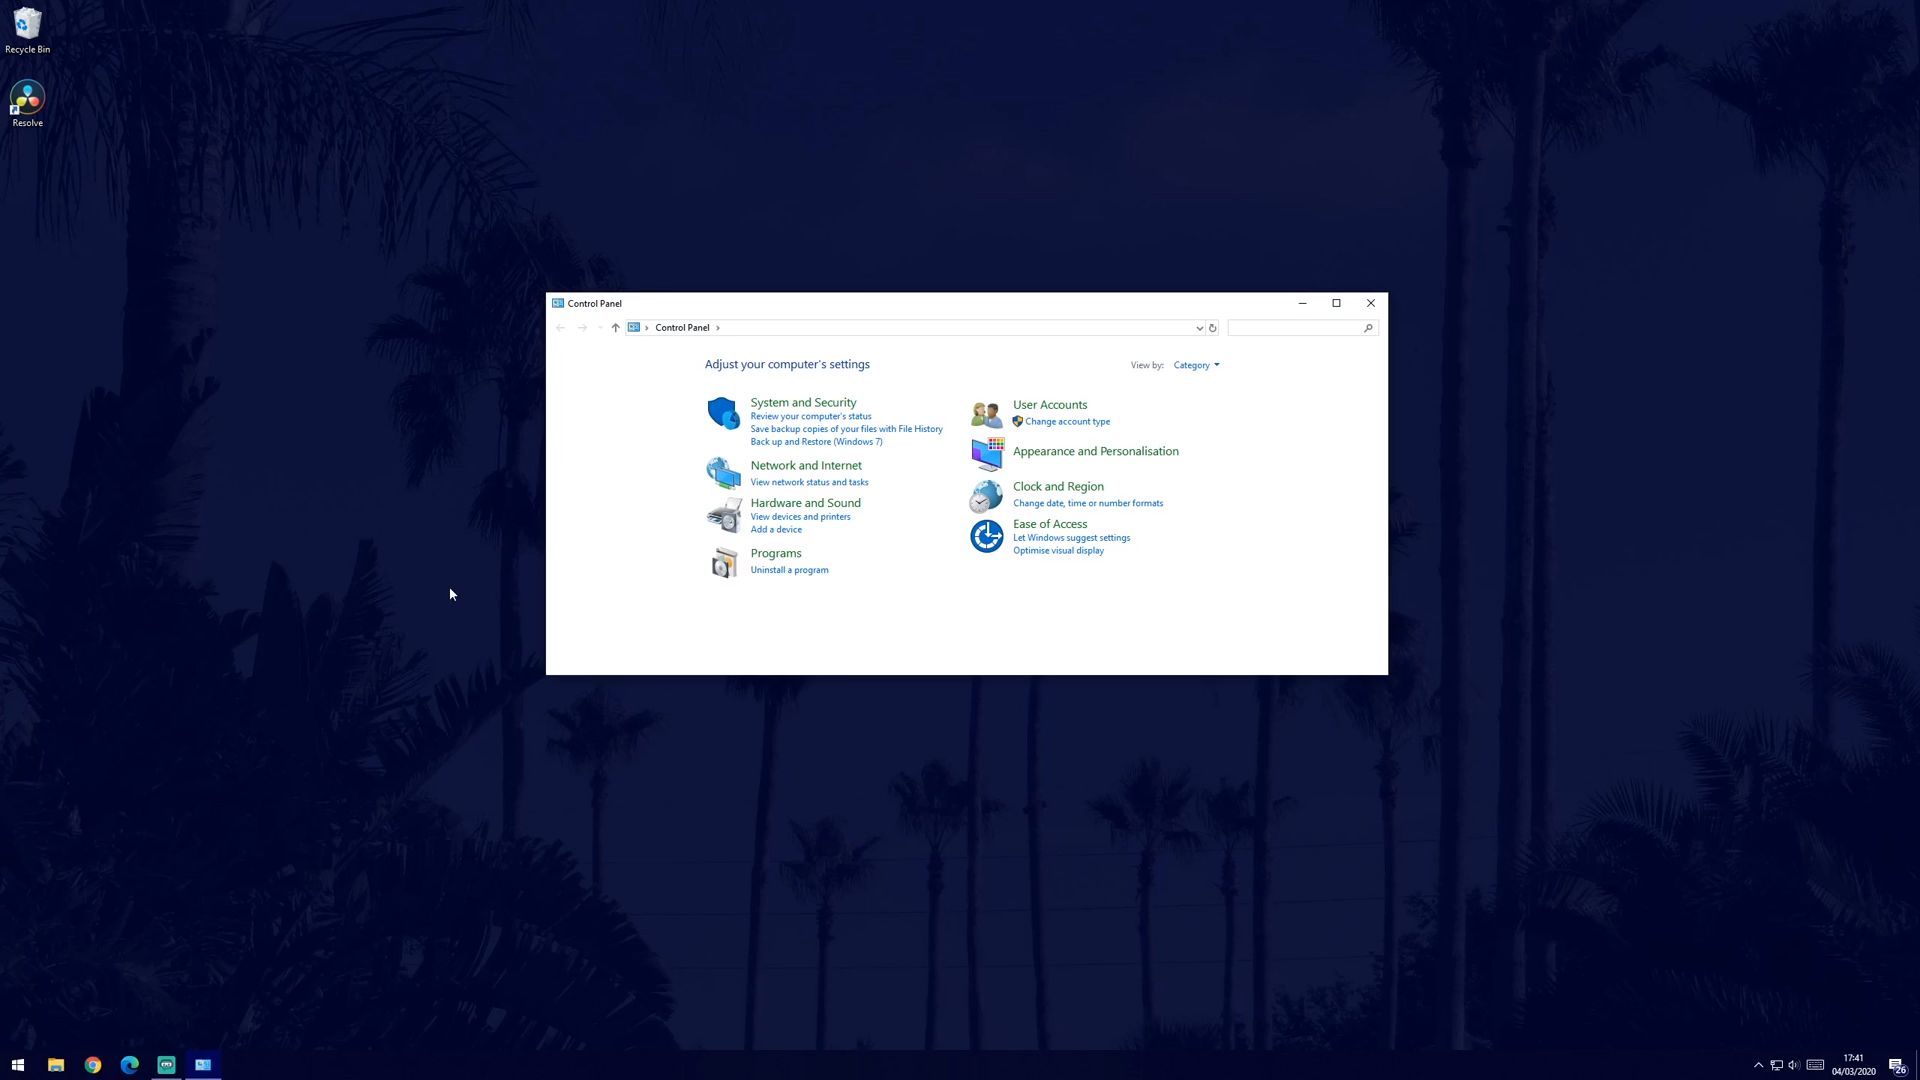 Recycle Bin
Resolve
Control Panel
Control Panel
Adjust your computer's settings
View by: Category
System and Security
Review your computer's status
Save backup copies of your files with File History
Back up and Restore (Windows 7)
Network and Internet
View network status and tasks
Hardware and Sound
View devices and printers
Add a device
Programs
Uninstall a program
User Accounts
Change account type
Appearance and Personalisation
Clock and Region
Change date, time or number formats
Ease of Access
Let Windows suggest settings
Optimise visual display
17:41
04/03/2020
26